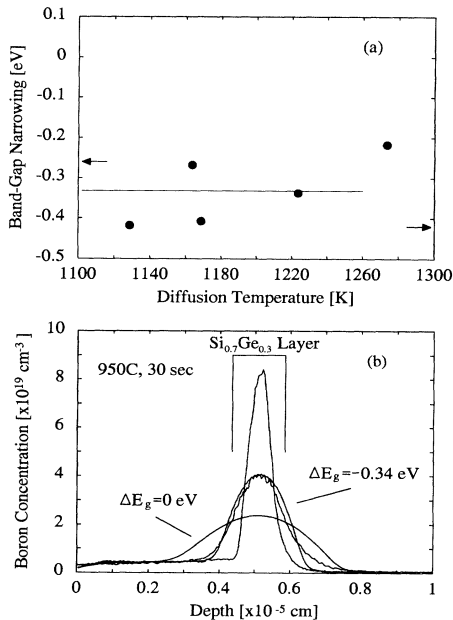 (a)
Band-Gap Narrowing [eV]
0.1
0
-0.1
-0.2
-0.3
-0.4
-0.5
1100 1140 1180 1220 1260 1300
Diffusion Temperature [K]
(b)
Si0.7Ge0.3 Layer
950C, 30 sec
ΔEg=-0.34 eV
ΔEg=0 eV
Boron Concentration [x10^19 cm^-3]
10
8
6
4
2
0
0 0.2 0.4 0.6 0.8 1
Depth [x10^-5 cm]